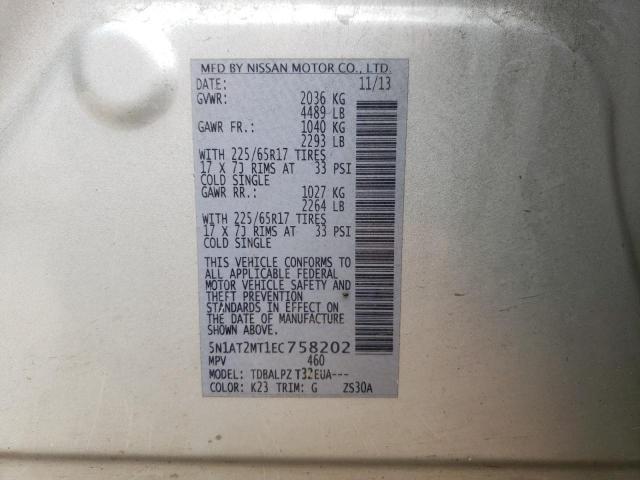 MFD BY NISSAN MOTOR CO., LTD.
DATE: 11/13
GVWR: 2036 KG
4489 LB
GAWR FR.: 1040 KG
2293 LB
WITH 225/65R17 TIRES
17 X 7J RIMS AT 33 PSI
COLD SINGLE
GAWR RR.: 1027 KG
2264 LB
WITH 225/65R17 TIRES
17 X 7J RIMS AT 33 PSI
COLD SINGLE
THIS VEHICLE CONFORMS TO
ALL APPLICABLE FEDERAL
MOTOR VEHICLE SAFETY AND
THEFT PREVENTION
STANDARDS IN EFFECT ON
THE DATE OF MANUFACTURE
SHOWN ABOVE.
5N1AT2MT1EC758202
MPV 460
MODEL: TDBALPZ T32EUA---
COLOR: K23 TRIM: G ZS30A